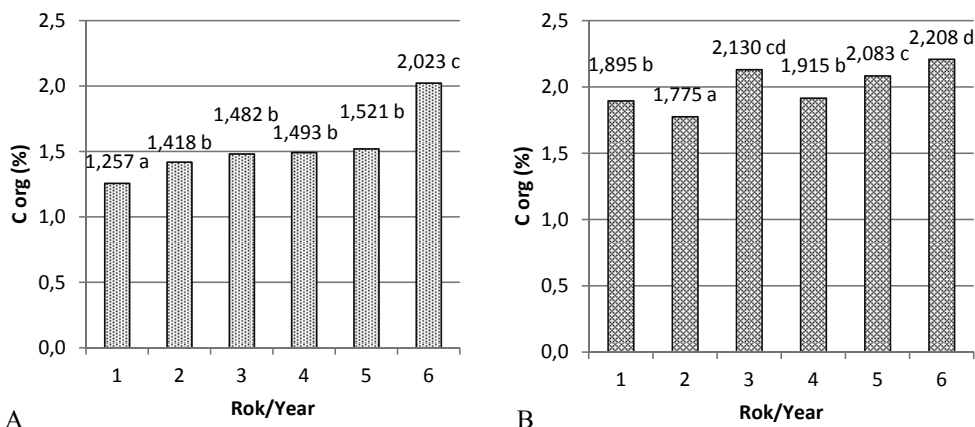 2,5
2,0
1,5
1,0
0,5
0,0
C org (%)
1,257 a
1,418 b
1,482 b
1,493 b
1,521 b
2,023 c
1 2 3 4 5 6
Rok/Year
A
2,5
2,0
1,5
1,0
0,5
0,0
C org (%)
1,895 b
1,775 a
2,130 cd
1,915 b
2,083 c
2,208 d
1 2 3 4 5 6
Rok/Year
B